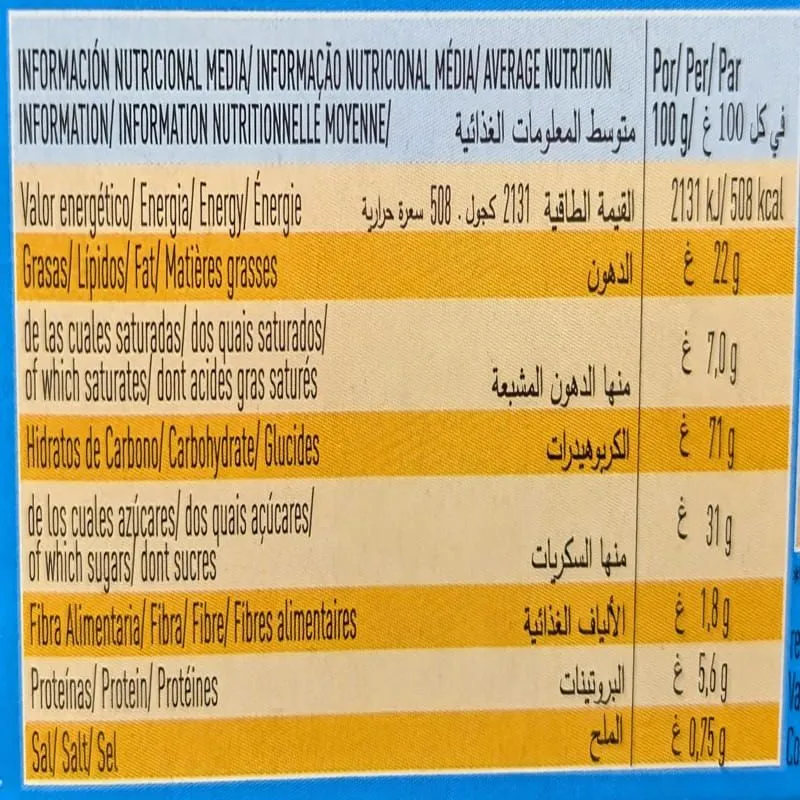 INFORMACIÓN NUTRICIONAL MEDIA/ INFORMAÇÃO NUTRICIONAL MÉDIA/ AVERAGE NUTRITION Por/ Per/ Par
INFORMATION/ INFORMATION NUTRITIONNELLE MOYENNE/ متوسط المعلومات الغذائية 100 g/ في كل 100 غ
Valor energético/ Energia/ Energy/ Énergie القيمة الطاقية 2131 كجول . 508 سعرة حرارية 2131 kJ/ 508 kcal
Grasas/ Lípidos/ Fat/ Matières grasses الدهون غ 22 g
de las cuales saturadas/ dos quais saturados/
of which saturates/ dont acides gras saturés منها الدهون المشبعة غ 7,0 g
Hidratos de Carbono/ Carbohydrate/ Glucides الكربوهيدرات غ 71 g
de los cuales azúcares/ dos quais açúcares/
of which sugars/ dont sucres منها السكريات غ 31 g
Fibra Alimentaria/ Fibra/ Fibre/ Fibres alimentaires الألياف الغذائية غ 1,8 g
Proteínas/ Protein/ Protéines البروتينات غ 5,6 g
Sal/ Salt/ Sel الملح غ 0,75 g